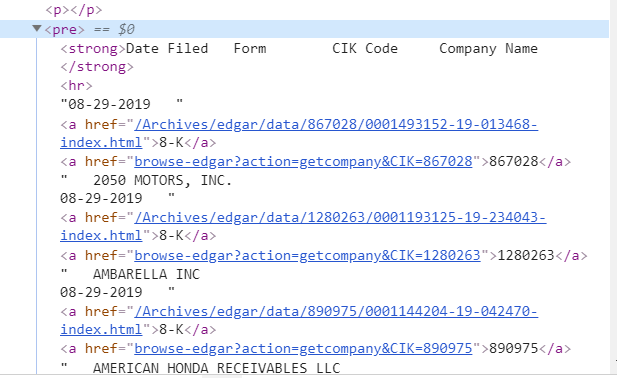 <p></p>
▼<pre> == $0
<strong>Date Filed   Form        CIK Code     Company Name
</strong>
<hr>
"08-29-2019   "
<a href="/Archives/edgar/data/867028/0001493152-19-013468-
index.html">8-K</a>
<a href="browse-edgar?action=getcompany&CIK=867028">867028</a>
"   2050 MOTORS, INC.
08-29-2019   "
<a href="/Archives/edgar/data/1280263/0001193125-19-234043-
index.html">8-K</a>
<a href="browse-edgar?action=getcompany&CIK=1280263">1280263</a>
"   AMBARELLA INC
08-29-2019   "
<a href="/Archives/edgar/data/890975/0001144204-19-042470-
index.html">8-K</a>
<a href="browse-edgar?action=getcompany&CIK=890975">890975</a>
"   AMERICAN HONDA RECEIVABLES LLC